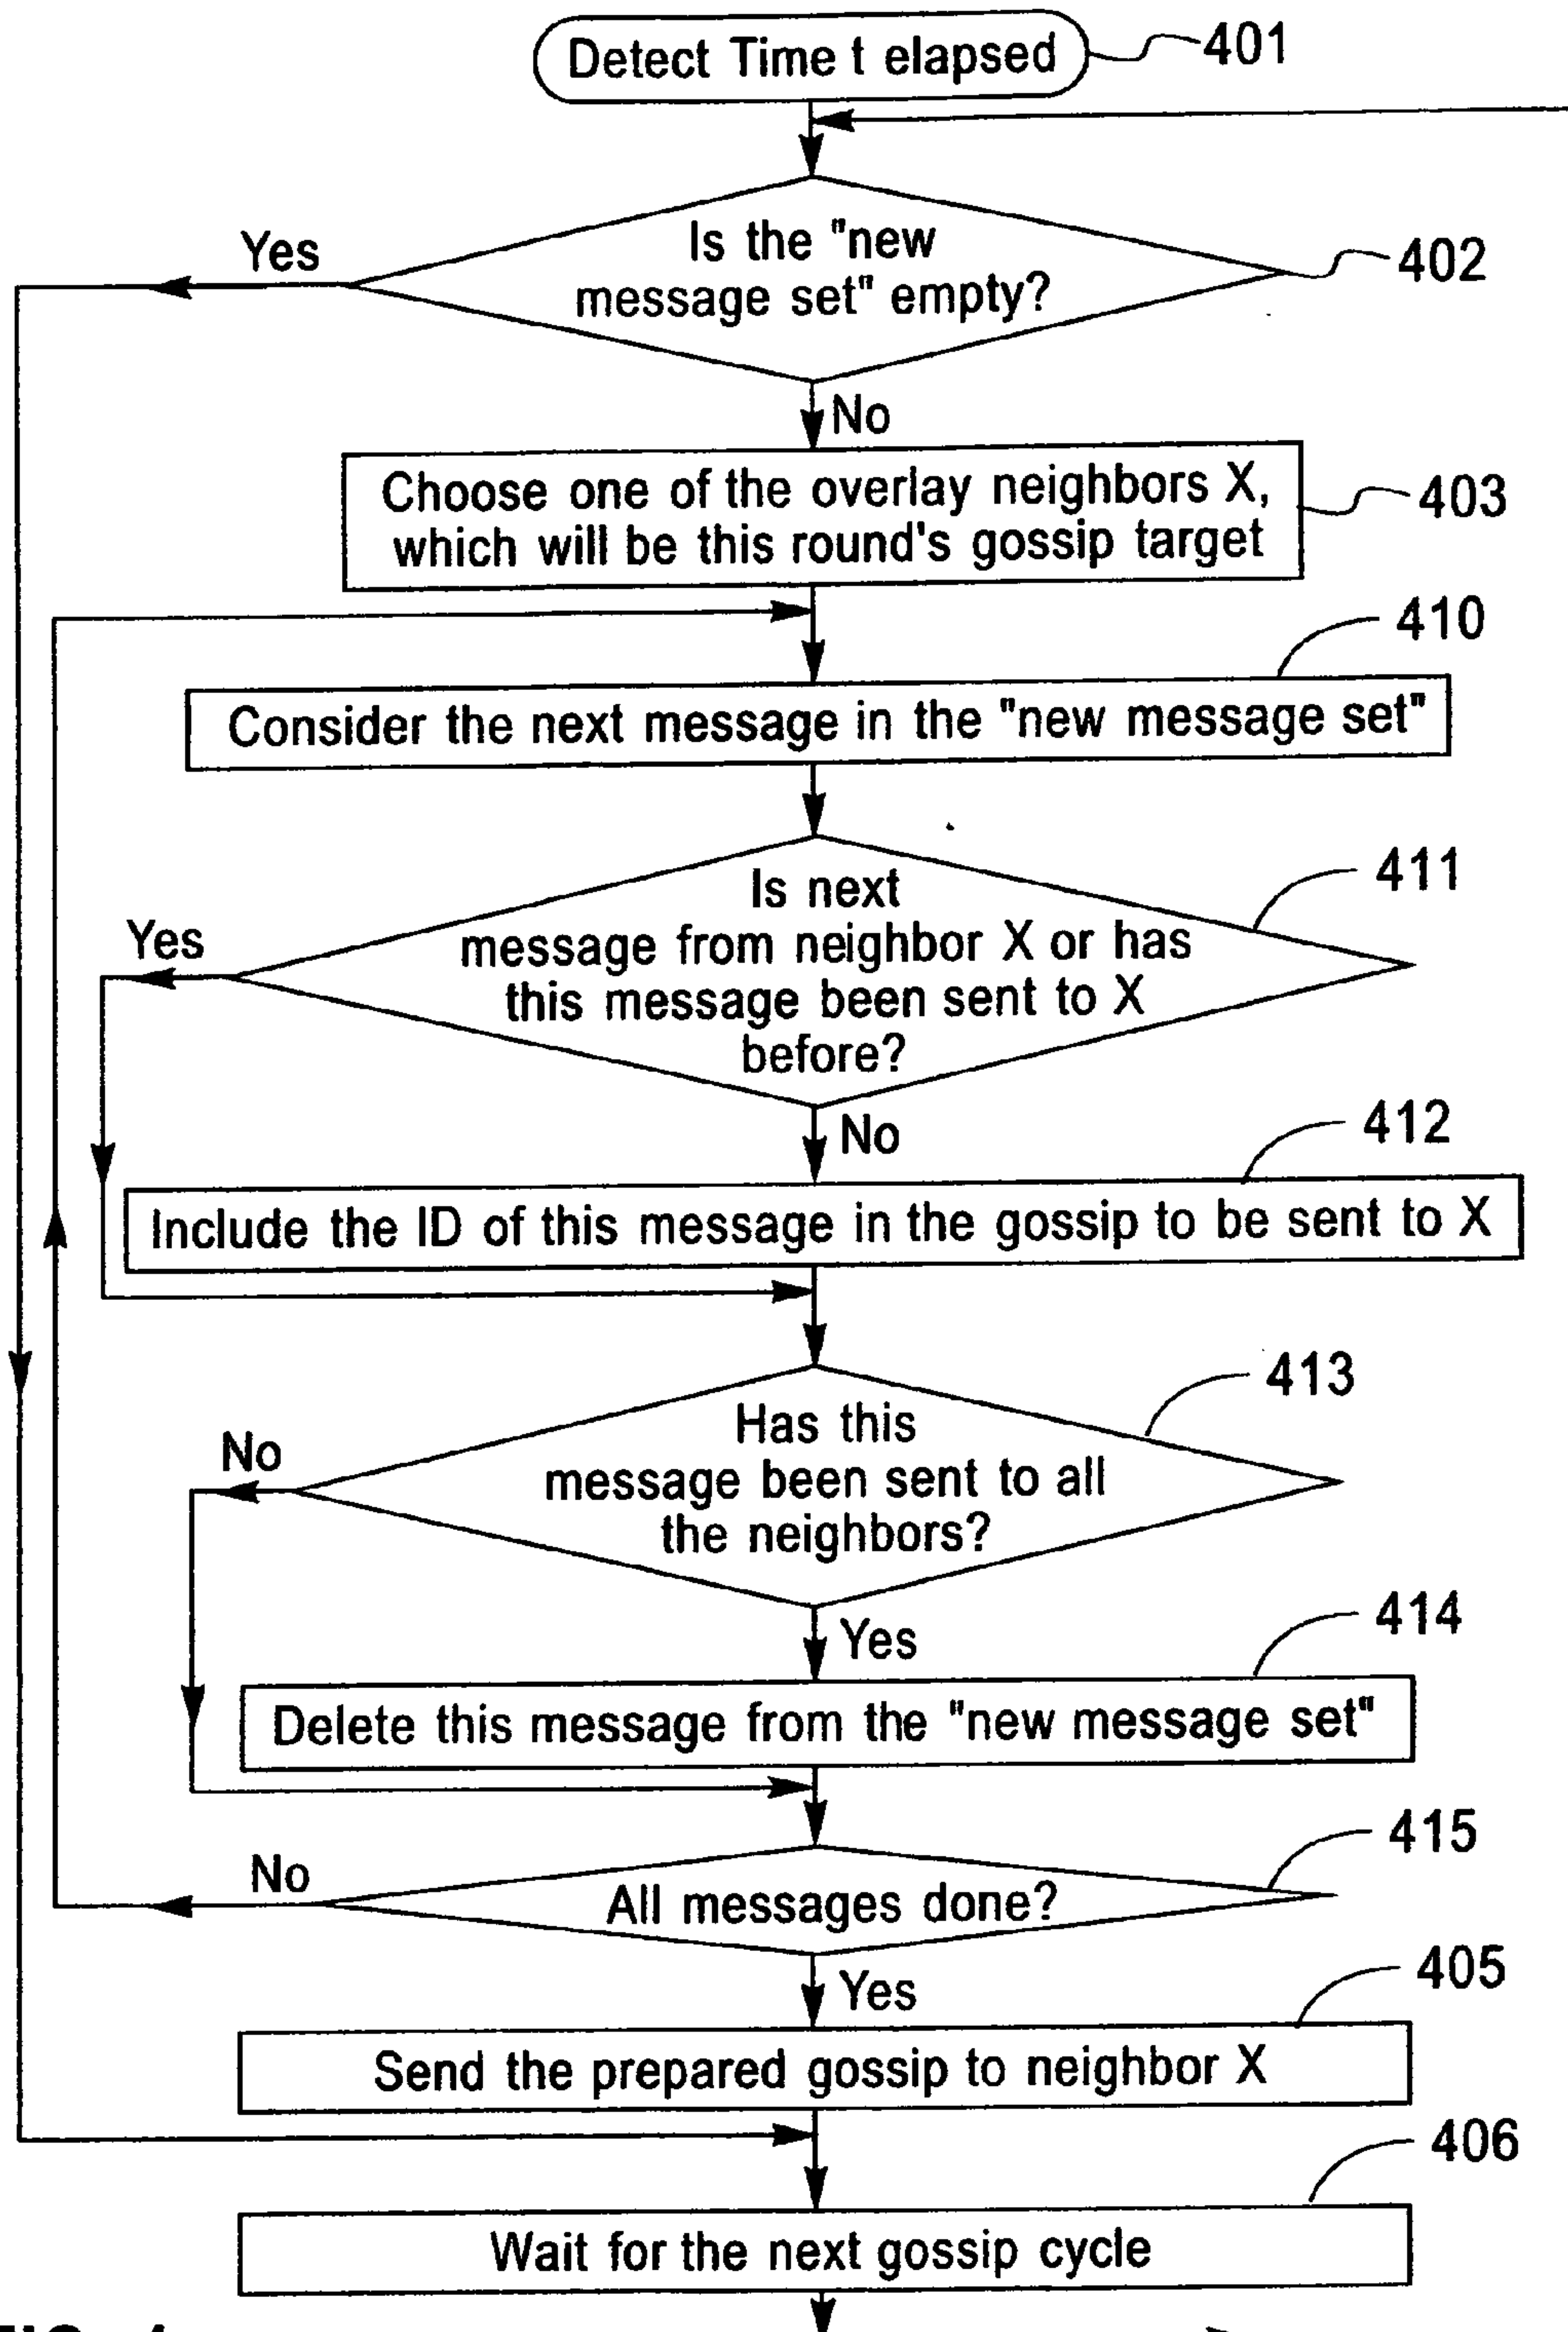 Detect Time t elapsed
401
Yes
Is the "new
message set" empty?
402
No
Choose one of the overlay neighbors X,
which will be this round's gossip target
403
410
Consider the next message in the "new message set"
411
Yes
Is next
message from neighbor X or has
this message been sent to X
before?
No
412
Include the ID of this message in the gossip to be sent to X
413
No
Has this
message been sent to all
the neighbors?
Yes
414
Delete this message from the "new message set"
415
No
All messages done?
Yes
405
Send the prepared gossip to neighbor X
406
Wait for the next gossip cycle